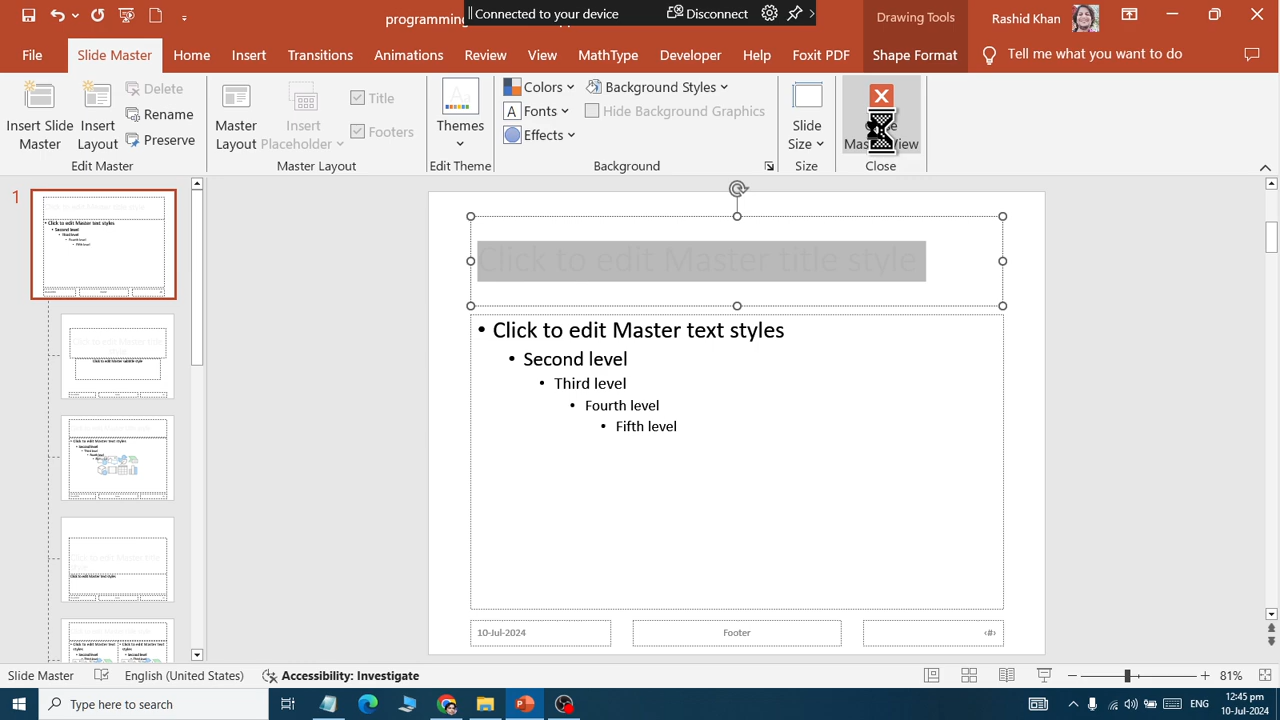 programming
Connected to your device
Disconnect
Drawing Tools
Rashid Khan
File
Slide Master
Home
Insert
Transitions
Animations
Review
View
MathType
Developer
Help
Foxit PDF
Shape Format
Tell me what you want to do
Insert Slide
Master
Insert
Layout
Delete
Rename
Preserve
Edit Master
Master
Layout
Insert
Placeholder
Title
Footers
Master Layout
Themes
Edit Theme
Colors
Fonts
Effects
Background Styles
Hide Background Graphics
Background
Slide
Size
Size
View
Close
1
Click to edit Master title style
• Click to edit Master text styles
• Second level
• Third level
• Fourth level
• Fifth level
10-Jul-2024
Footer
‹#›
Slide Master
English (United States)
Accessibility: Investigate
81%
Type here to search
ENG
12:45 pm
10-Jul-2024